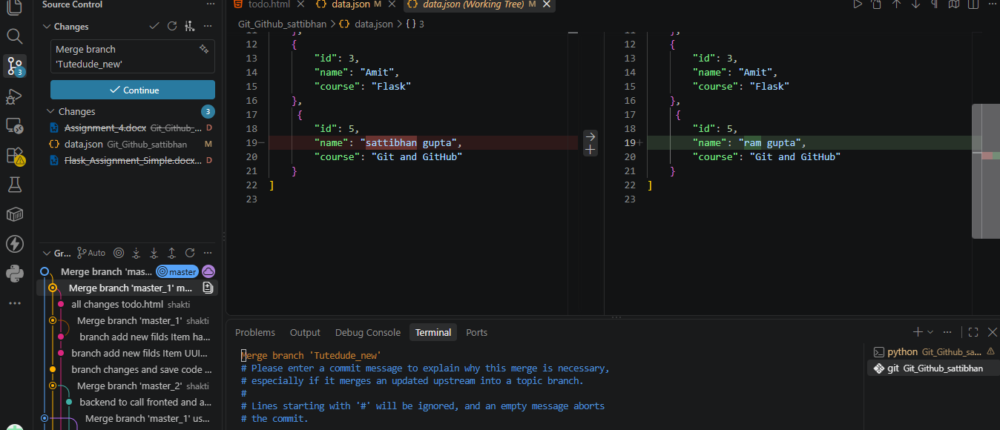 Source Control
···
todo.html
data.json M
data.json (Working Tree) M
Changes
···
Git_Github_sattibhan > data.json > { } 3
Merge branch
'Tutedude_new'
Continue
Changes 3
Assignment_4.docx Git_Github_... D
data.json Git_Github_sattibhan M
Flask_Assignment_Simple.docx... D
3
11 },
12 {
13 "id": 3,
14 "name": "Amit",
15 "course": "Flask"
16 },
17 {
18 "id": 5,
19 "name": "sattibhan gupta",
20 "course": "Git and GitHub"
21 }
22 ]
23
11 },
12 {
13 "id": 3,
14 "name": "Amit",
15 "course": "Flask"
16 },
17 {
18 "id": 5,
19 "name": "ram gupta",
20 "course": "Git and GitHub"
21 }
22 ]
23
Gr... Auto ···
Merge branch 'mas... master
Merge branch 'master_1' m...
all changes todo.html shakti
Merge branch 'master_1' shakti
branch add new filds Item ha...
branch add new filds Item UUI...
branch changes and save code ...
Merge branch 'master_2' shakti
backend to call fronted and a...
Merge branch 'master_1' us...
Problems Output Debug Console Terminal Ports
Merge branch 'Tutedude_new'
# Please enter a commit message to explain why this merge is necessary,
# especially if it merges an updated upstream into a topic branch.
#
# Lines starting with '#' will be ignored, and an empty message aborts
# the commit.
python Git_Github_sa...
git Git_Github_sattibhan